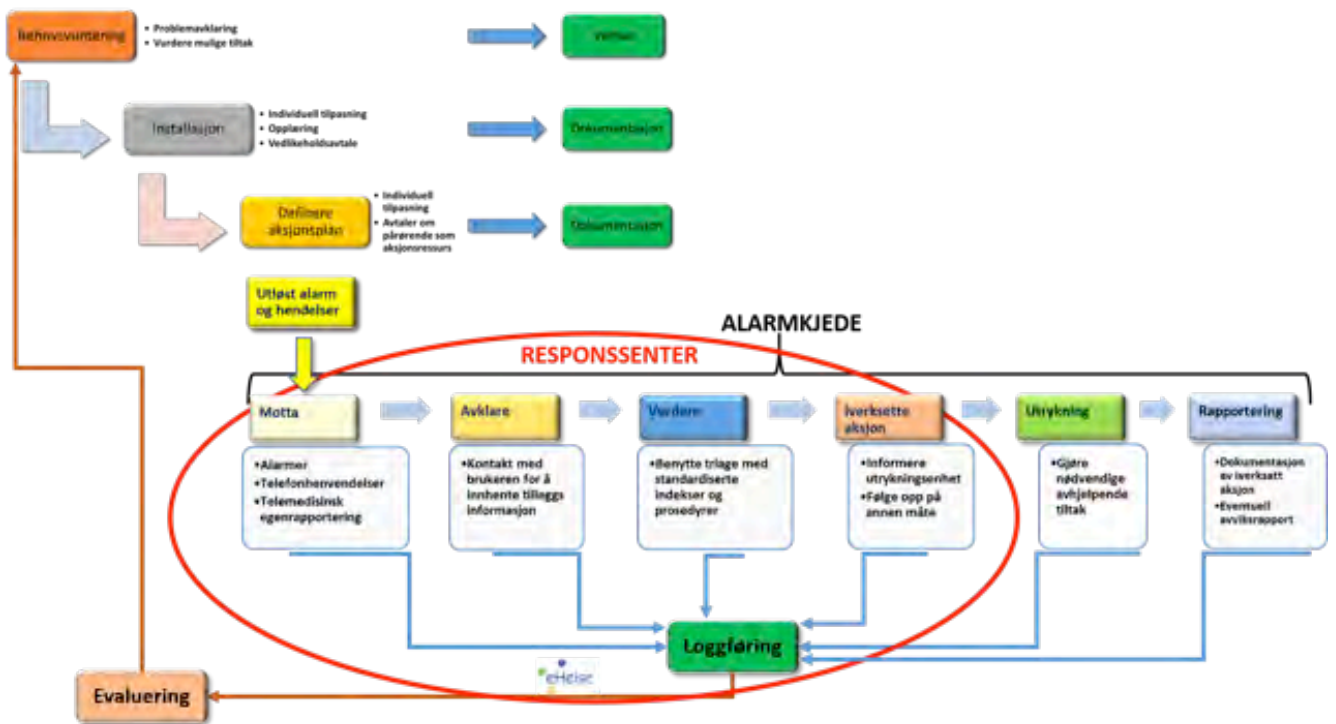 Behovsvurdering
• Problemavklaring
• Vurdere mulige tiltak
Vedtak
Installasjon
• Individuell tilpasning
• Opplæring
• Vedlikeholdsavtale
Dokumentasjon
Definere
aksjonsplan
• Individuell
tilpasning
• Avtaler om
pårørende som
aksjonsressurs
Dokumentasjon
Utløst alarm
og hendelser
ALARMKJEDE
RESPONSSENTER
Motta
Avklare
Vurdere
Iverksette
aksjon
Utrykning
Rapportering
•Alarmer
•Telefonhenvendelser
•Telemedisinsk
egenrapportering
•Kontakt med
brukeren for å
innhente tilleggs
informasjon
•Benytte triage med
standardiserte
indekser og
prosedyrer
•Informere
utrykningsenhet
•Følge opp på
annen måte
•Gjøre
nødvendige
avhjelpende
tiltak
•Dokumentasjon
av iverksatt
aksjon
•Eventuell
avviksrapport
Loggføring
eHelse
Evaluering